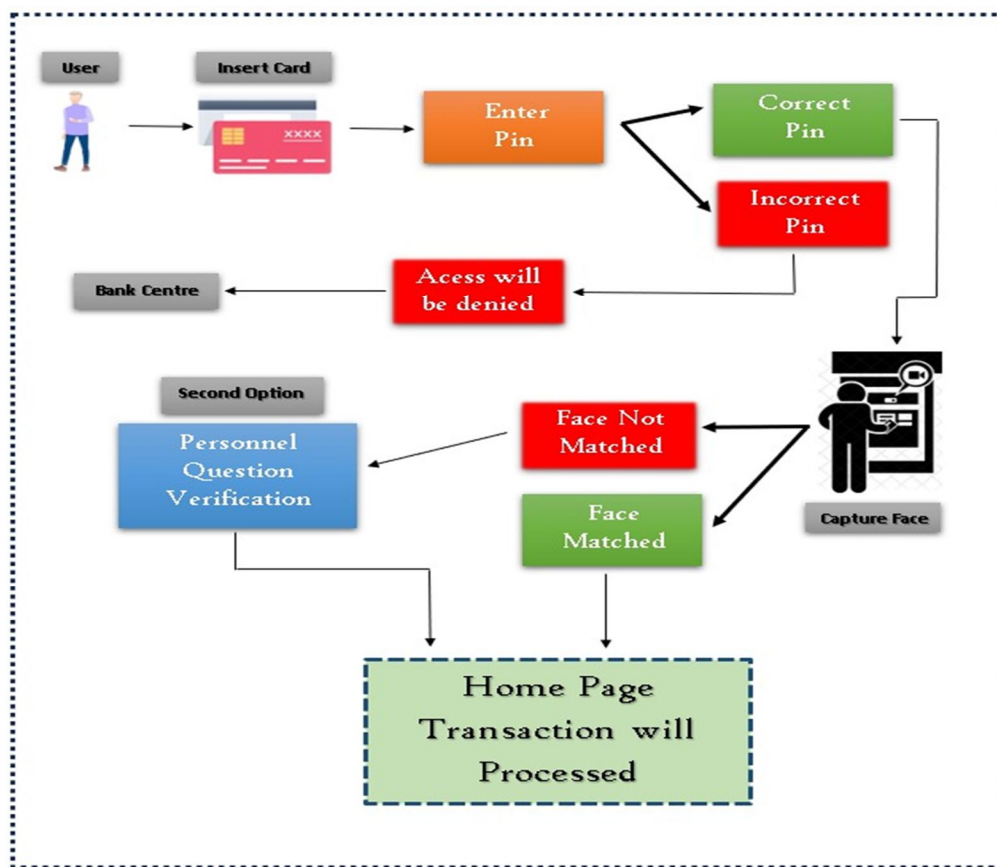 User
Insert Card
XXXX
Enter
Pin
Correct
Pin
Incorrect
Pin
Acess will
be denied
Bank Centre
Second Option
Personnel
Question
Verification
Face Not
Matched
Face
Matched
Capture Face
Home Page
Transaction will
Processed